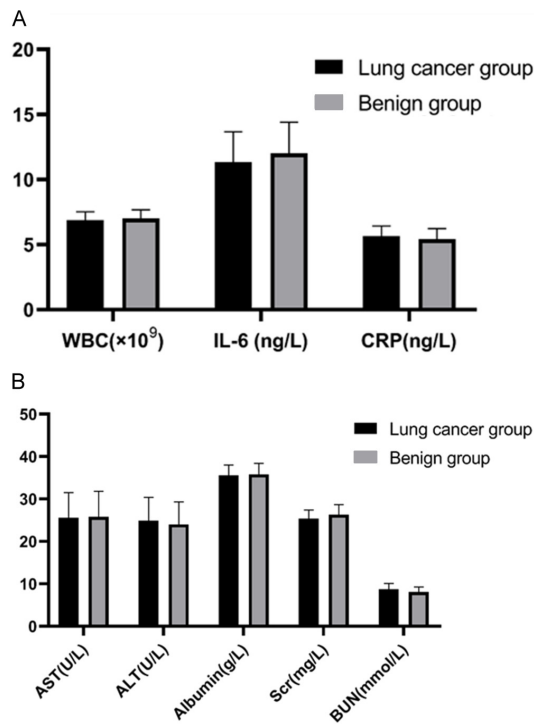 A
20
15
10
5
0
Lung cancer group
Benign group
WBC(×10⁹)
IL-6 (ng/L)
CRP(ng/L)
B
50
40
30
20
10
0
Lung cancer group
Benign group
AST(U/L)
ALT(U/L)
Albumin(g/L)
Scr(mg/L)
BUN(mmol/L)